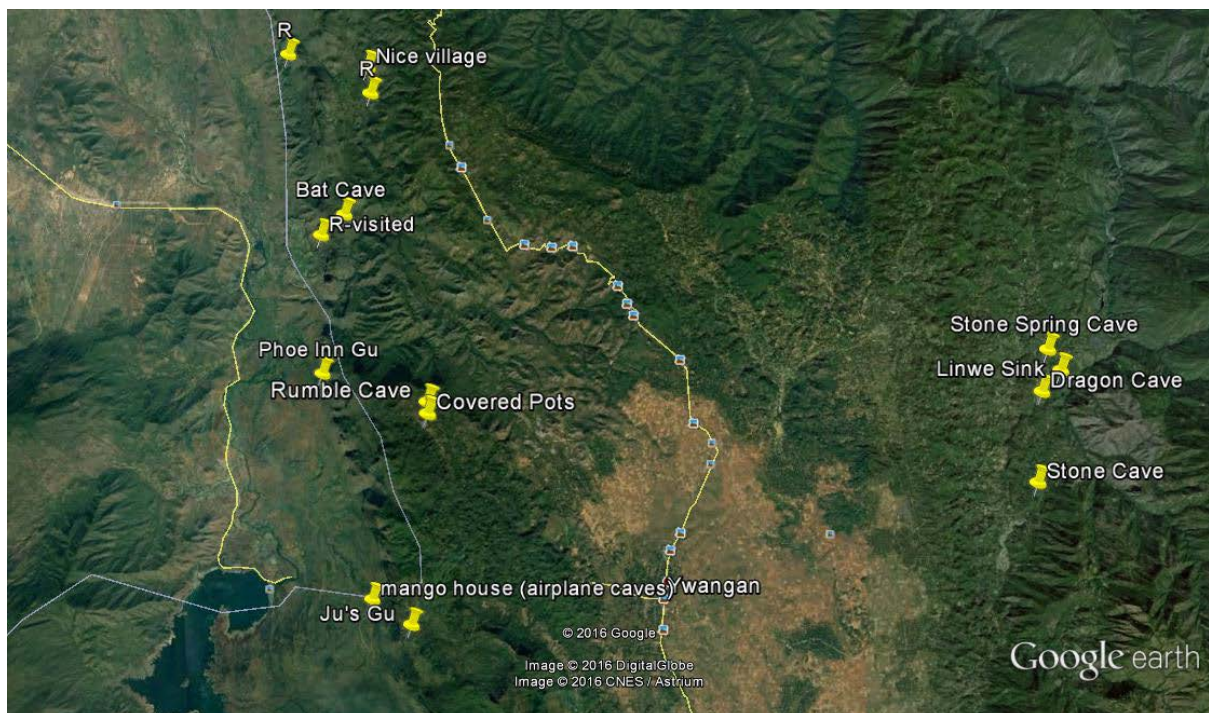 R
Nice village
R
Bat Cave
R-visited
Stone Spring Cave
Phoe Inn Gu
Linwe Sink
Dragon Cave
Rumble Cave
Covered Pots
Stone Cave
mango house (airplane caves)
Ywangan
Ju's Gu
© 2016 Google
Image © 2016 DigitalGlobe
Image © 2016 CNES / Astrium
Google earth